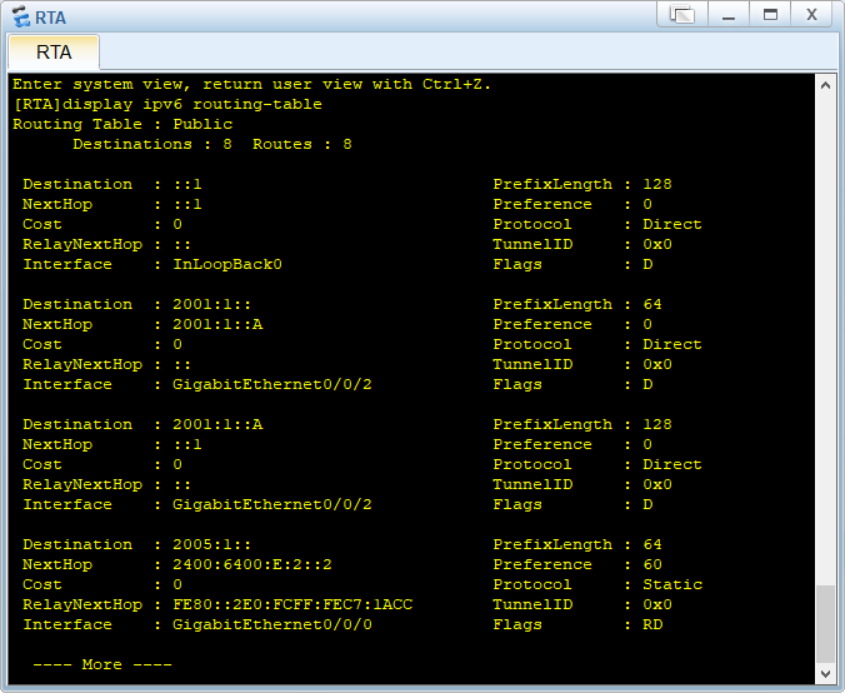 RTA
RTA
Enter system view, return user view with Ctrl+Z.
[RTA]display ipv6 routing-table
Routing Table : Public
Destinations : 8  Routes : 8
Destination  : ::1  PrefixLength : 128
NextHop      : ::1  Preference   : 0
Cost         : 0  Protocol     : Direct
RelayNextHop : ::  TunnelID     : 0x0
Interface    : InLoopBack0  Flags        : D
Destination  : 2001:1::  PrefixLength : 64
NextHop      : 2001:1::A  Preference   : 0
Cost         : 0  Protocol     : Direct
RelayNextHop : ::  TunnelID     : 0x0
Interface    : GigabitEthernet0/0/2  Flags        : D
Destination  : 2001:1::A  PrefixLength : 128
NextHop      : ::1  Preference   : 0
Cost         : 0  Protocol     : Direct
RelayNextHop : ::  TunnelID     : 0x0
Interface    : GigabitEthernet0/0/2  Flags        : D
Destination  : 2005:1::  PrefixLength : 64
NextHop      : 2400:6400:E:2::2  Preference   : 60
Cost         : 0  Protocol     : Static
RelayNextHop : FE80::2E0:FCFF:FEC7:1ACC  TunnelID     : 0x0
Interface    : GigabitEthernet0/0/0  Flags        : RD
---- More ----